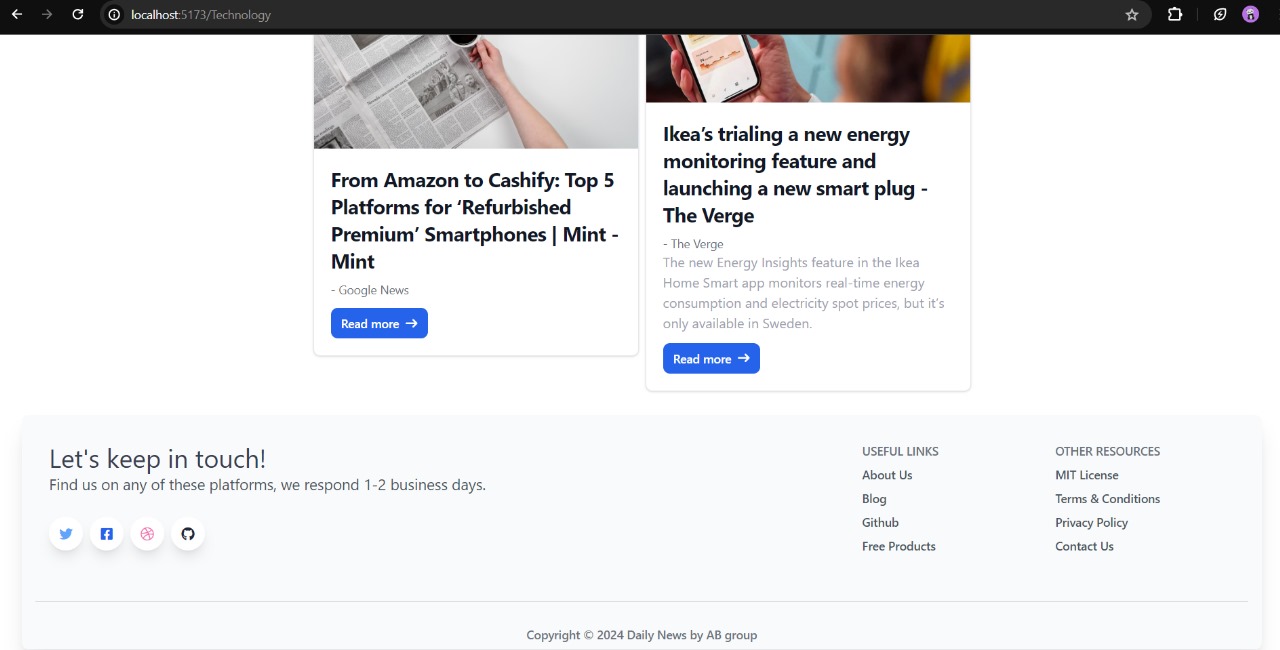 localhost:5173/Technology
From Amazon to Cashify: Top 5
Platforms for ‘Refurbished
Premium’ Smartphones | Mint -
Mint
- Google News
Read more →
Ikea’s trialing a new energy
monitoring feature and
launching a new smart plug -
The Verge
- The Verge
The new Energy Insights feature in the Ikea
Home Smart app monitors real-time energy
consumption and electricity spot prices, but it’s
only available in Sweden.
Read more →
Let's keep in touch!
Find us on any of these platforms, we respond 1-2 business days.
USEFUL LINKS
About Us
Blog
Github
Free Products
OTHER RESOURCES
MIT License
Terms & Conditions
Privacy Policy
Contact Us
Copyright © 2024 Daily News by AB group